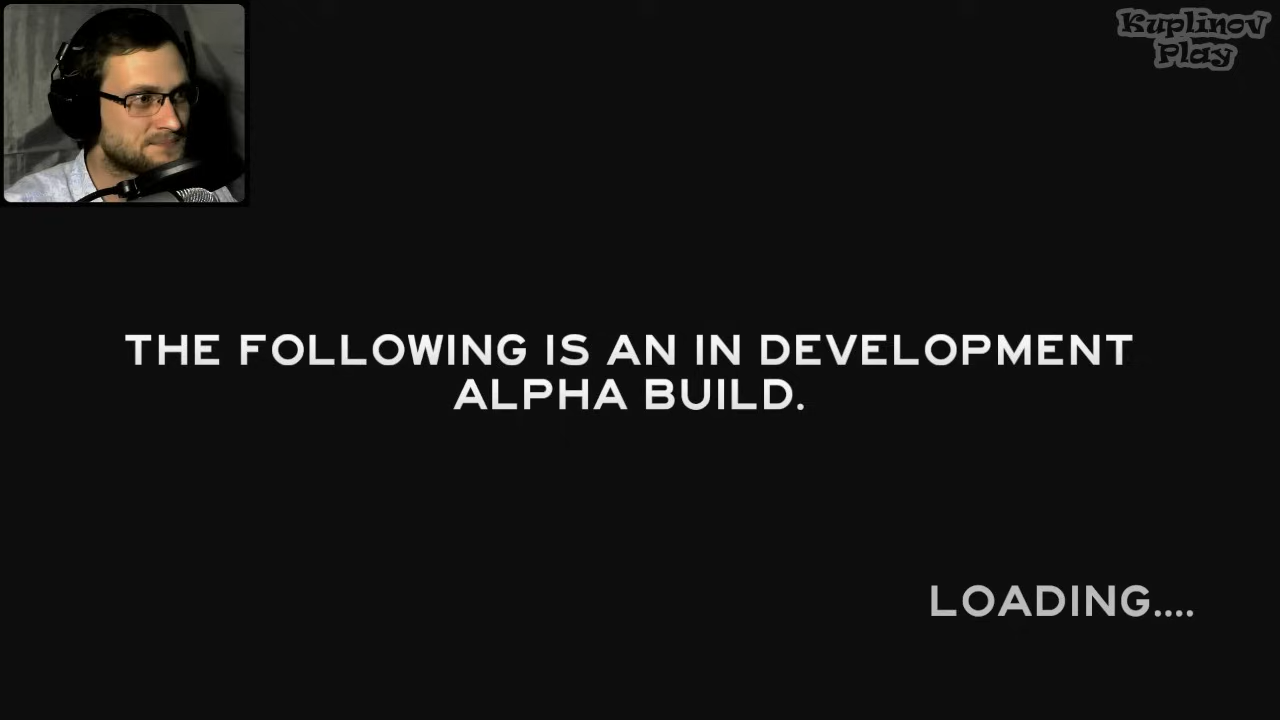 Kuplinov
Play
THE FOLLOWING IS AN IN DEVELOPMENT
ALPHA BUILD.
LOADING....